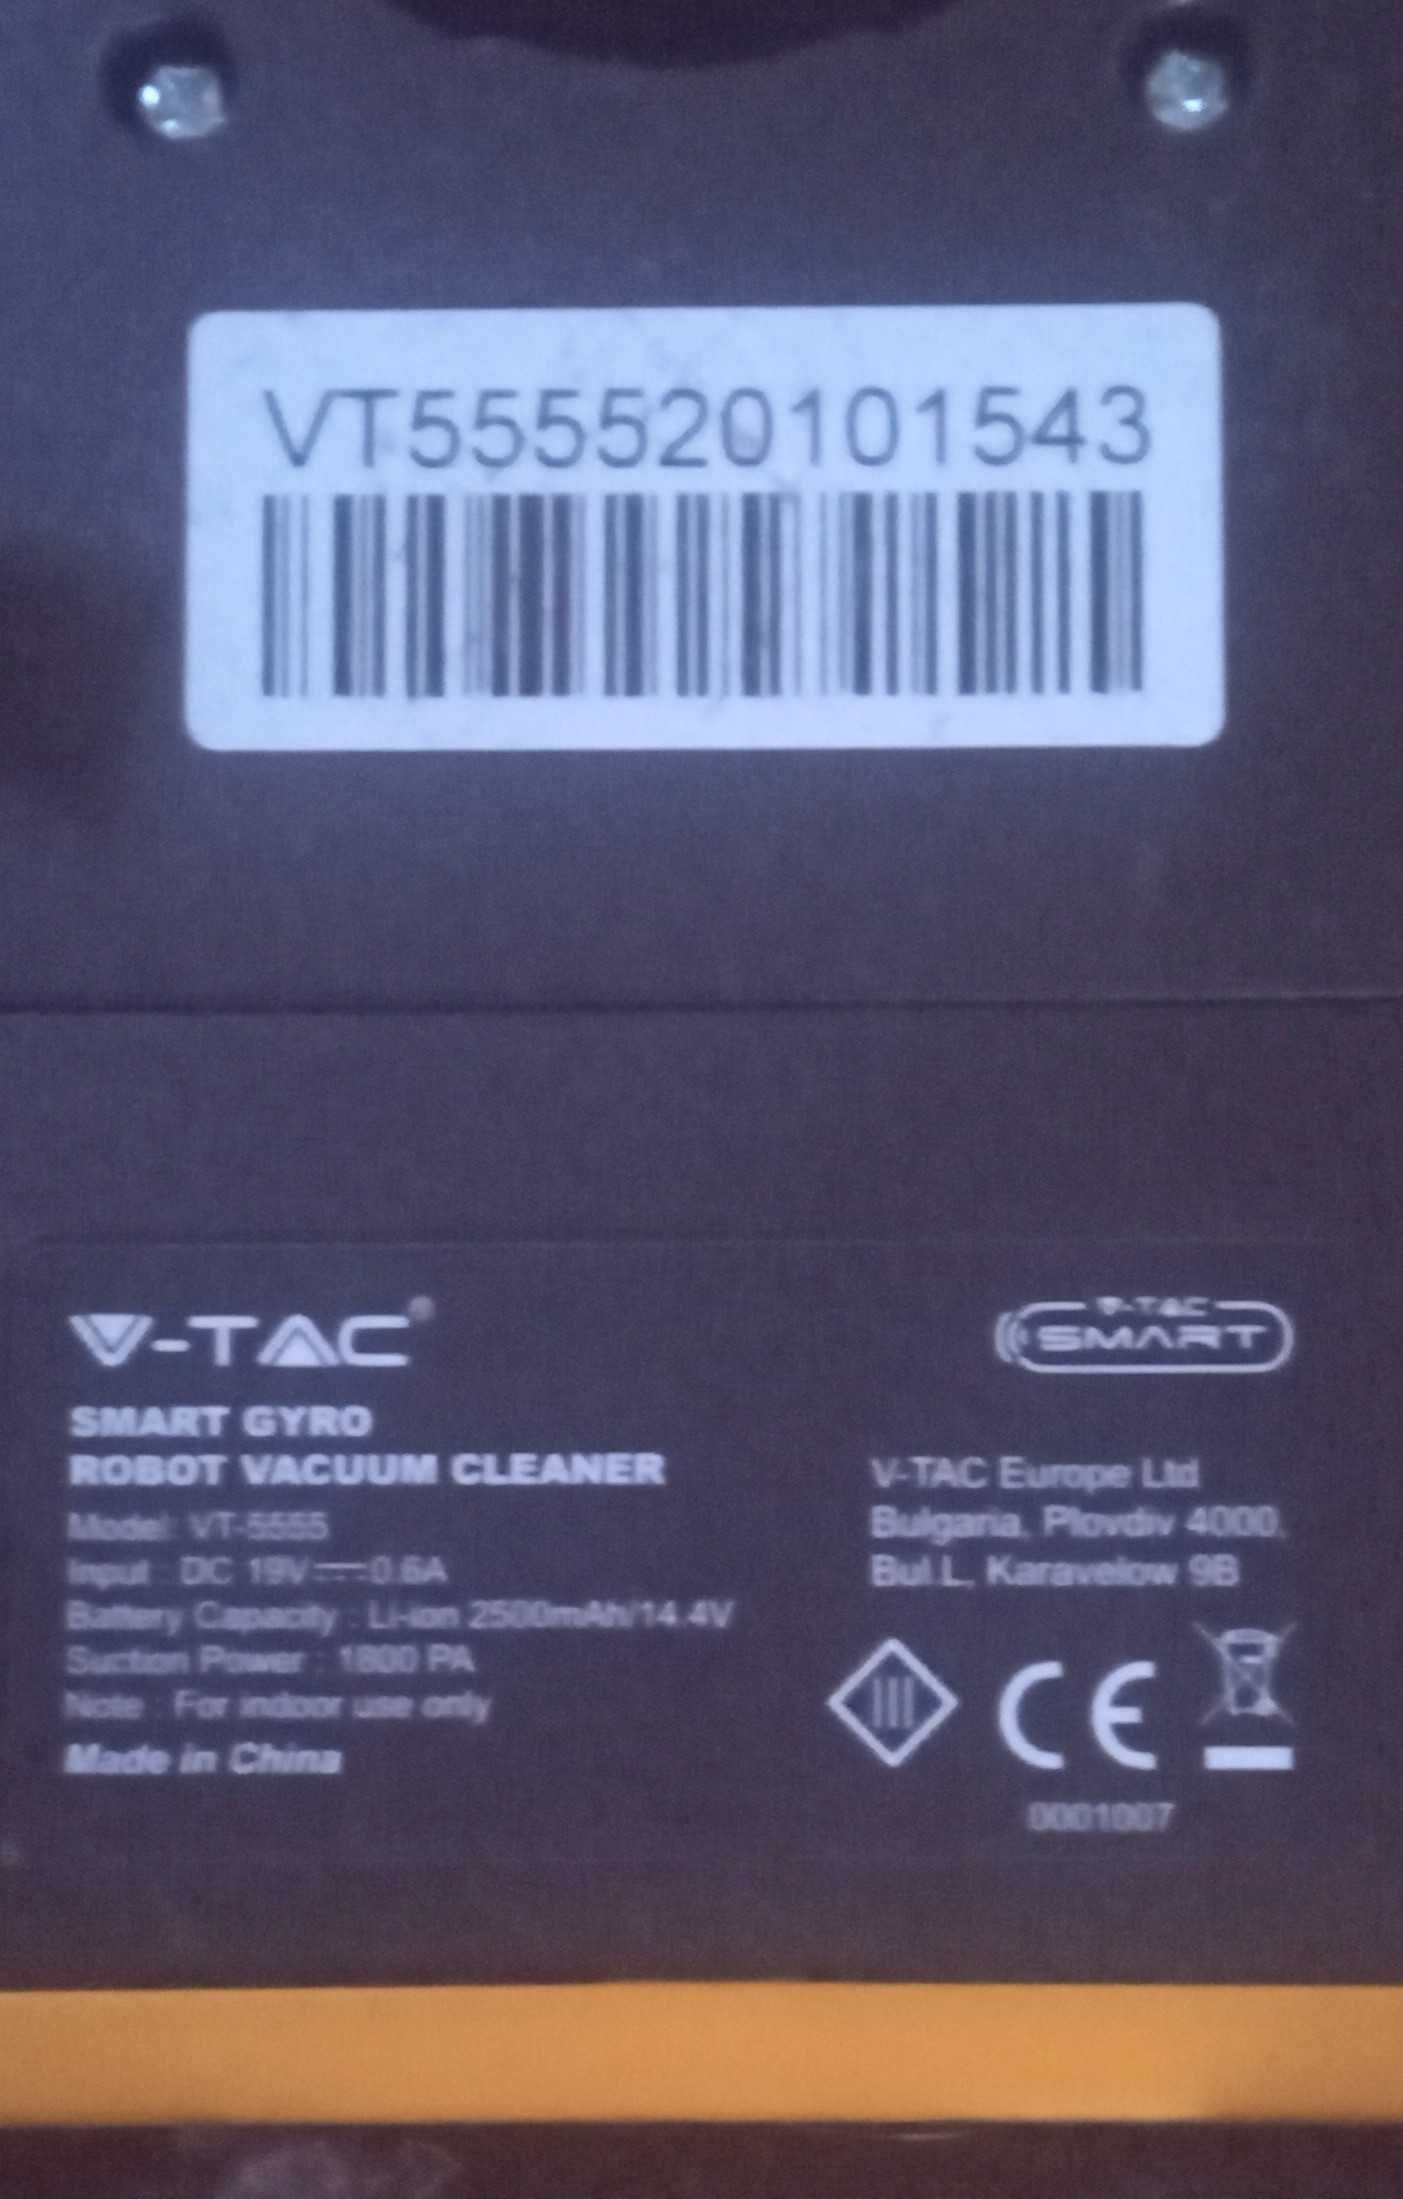 VT555520101543
V-TAC®
SMART GYRO
ROBOT VACUUM CLEANER
Model: VT-5555
Input : DC 19V⎓0.6A
Battery Capacity : Li-ion 2500mAh/14.4V
Suction Power : 1800 PA
Note : For indoor use only
Made in China
V-TAC
SMART
V-TAC Europe Ltd
Bulgaria, Plovdiv 4000,
Bul.L. Karavelow 9B
III
CE
0001007